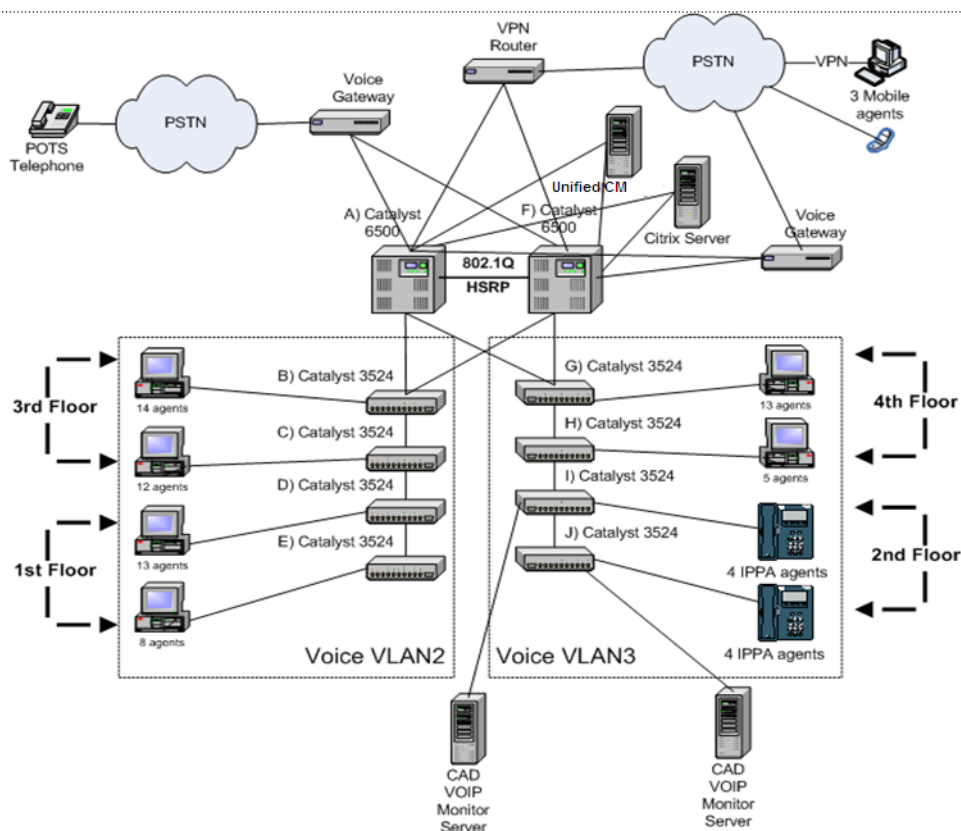 VPN
Router
PSTN
VPN
3 Mobile
agents
Voice
Gateway
PSTN
POTS
Telephone
Unified CM
A) Catalyst
6500
F) Catalyst
6500
Citrix Server
Voice
Gateway
802.1Q
HSRP
3rd Floor
14 agents
B) Catalyst 3524
12 agents
C) Catalyst 3524
1st Floor
13 agents
D) Catalyst 3524
8 agents
E) Catalyst 3524
Voice VLAN2
G) Catalyst 3524
13 agents
4th Floor
H) Catalyst 3524
5 agents
I) Catalyst 3524
4 IPPA agents
2nd Floor
J) Catalyst 3524
4 IPPA agents
Voice VLAN3
CAD
VOIP
Monitor
Server
CAD
VOIP
Monitor
Server